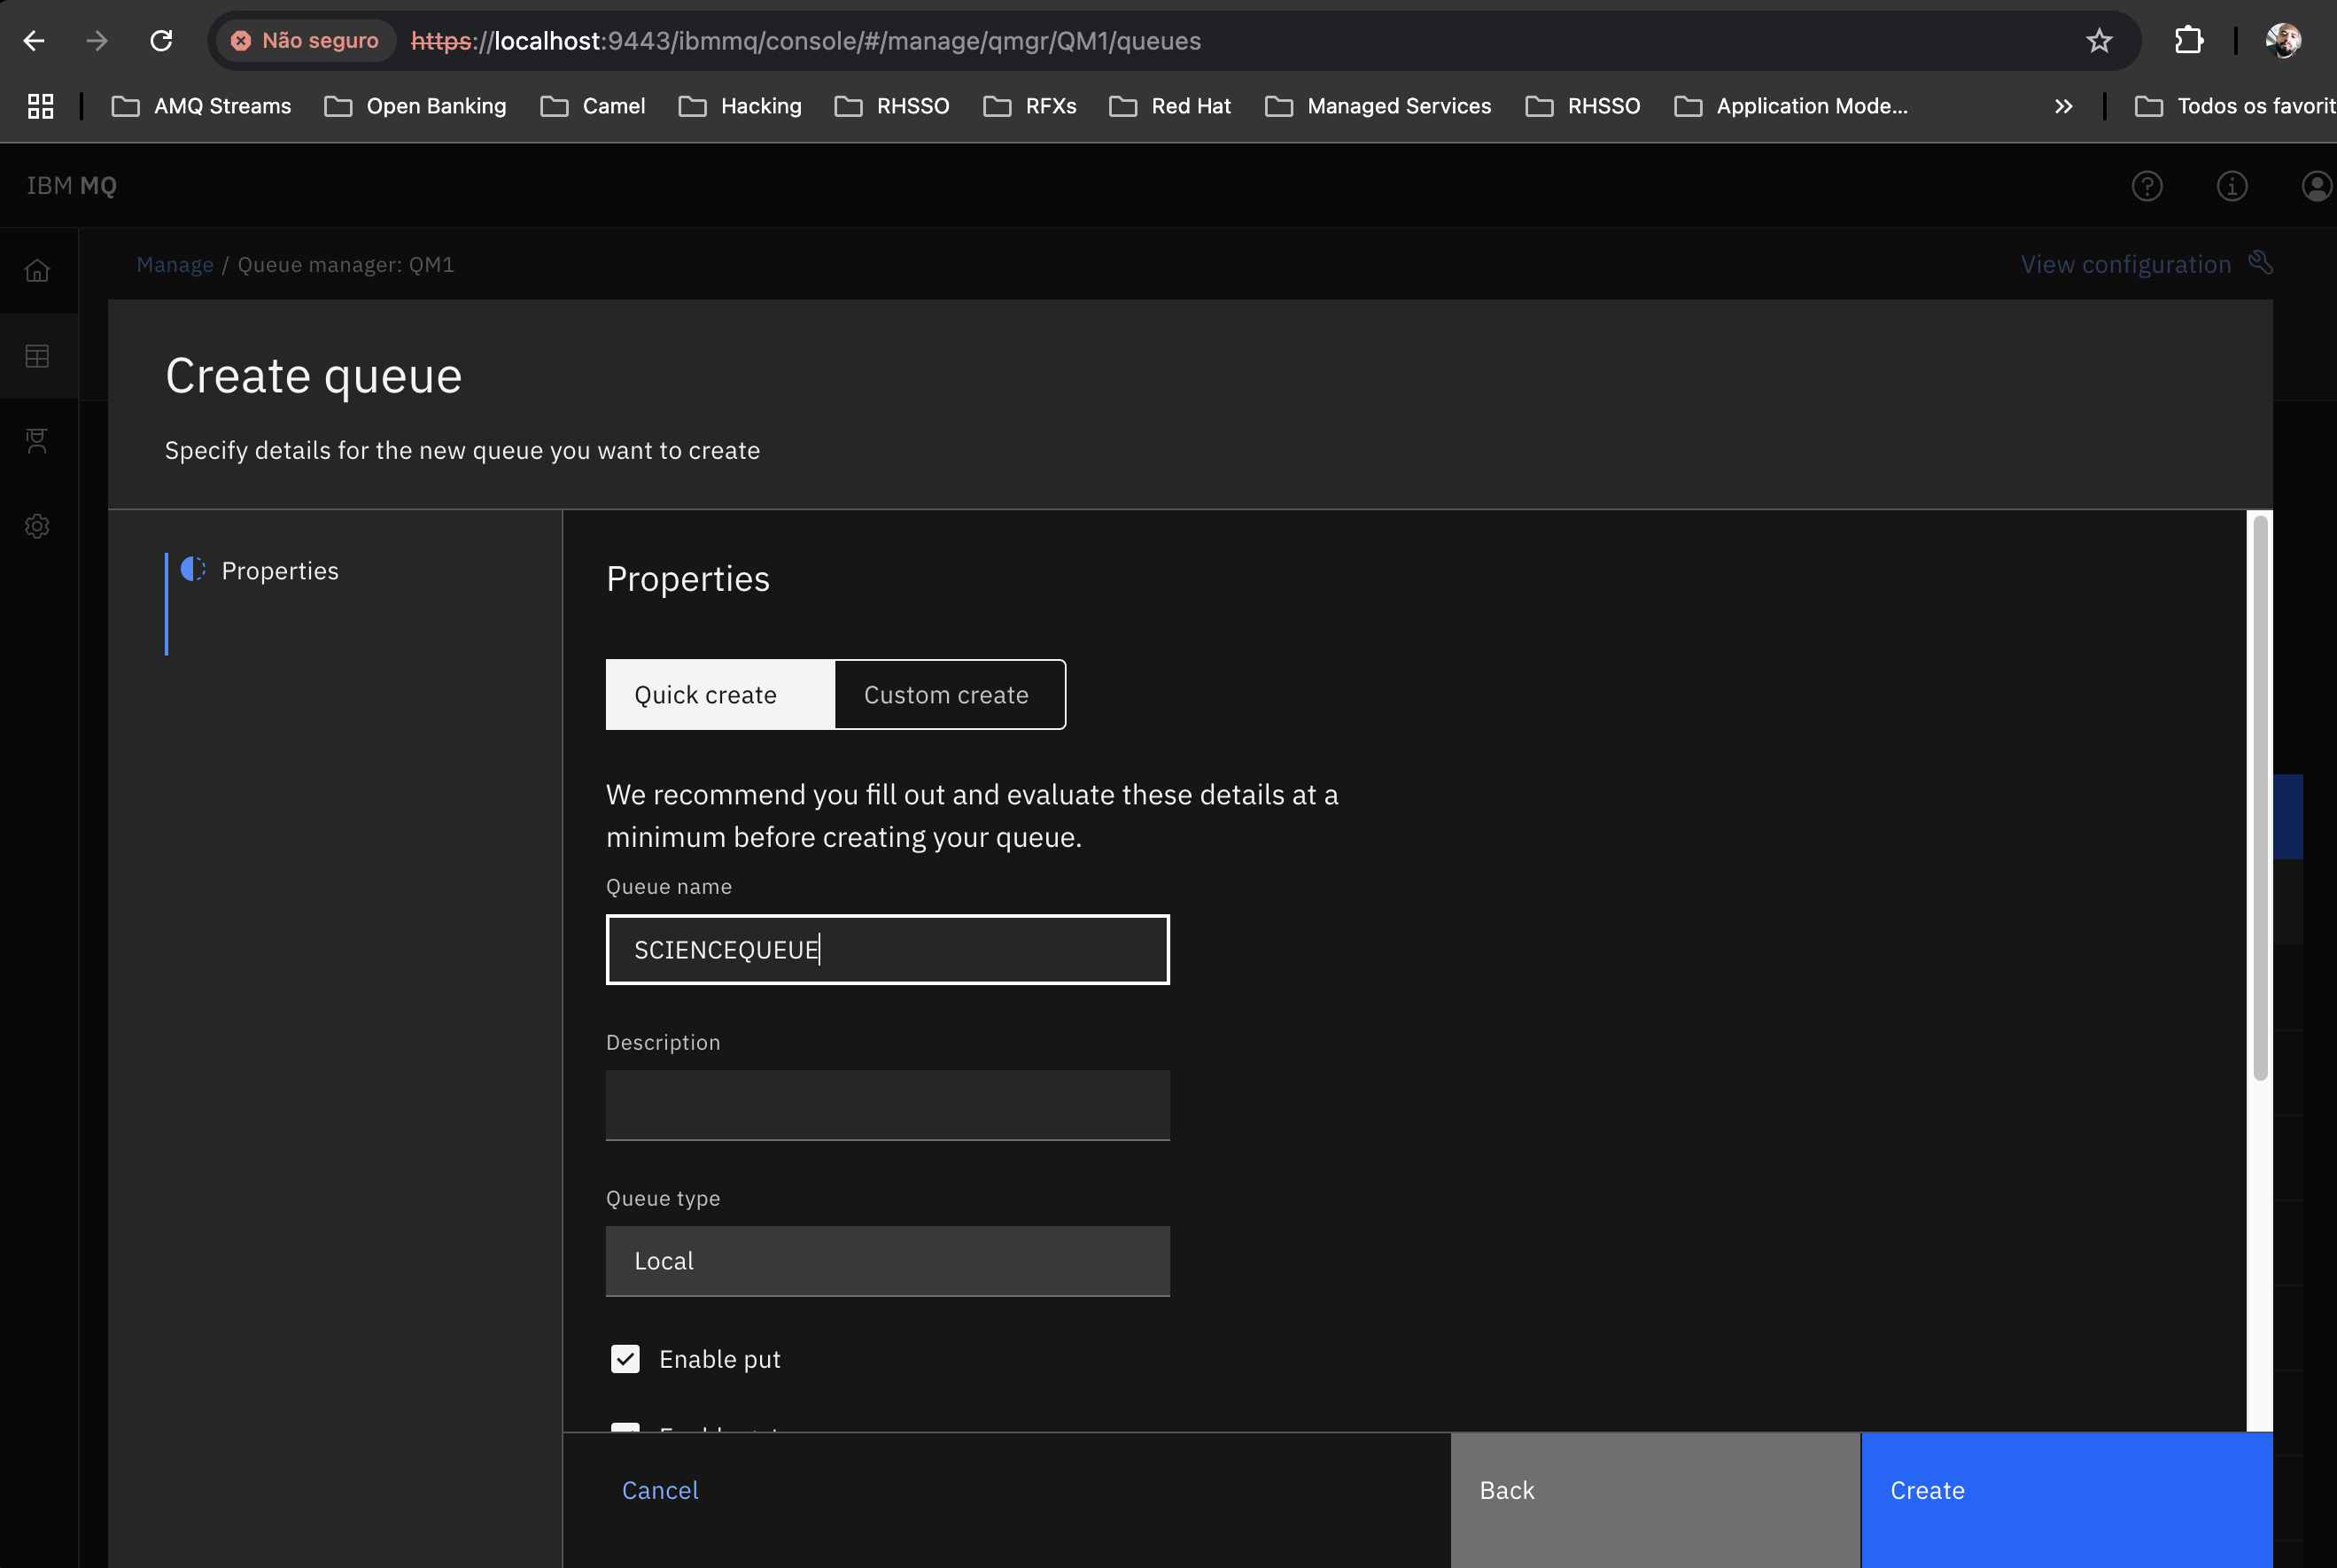 Não seguro https://localhost:9443/ibmmq/console/#/manage/qmgr/QM1/queues
AMQ Streams Open Banking Camel Hacking RHSSO RFXs Red Hat Managed Services RHSSO Application Mode... Todos os favorit
IBM MQ
Manage / Queue manager: QM1 View configuration
Create queue
Specify details for the new queue you want to create
Properties
Properties
Quick create Custom create
We recommend you fill out and evaluate these details at a
minimum before creating your queue.
Queue name
SCIENCEQUEUE
Description
Queue type
Local
Enable put
Cancel Back Create